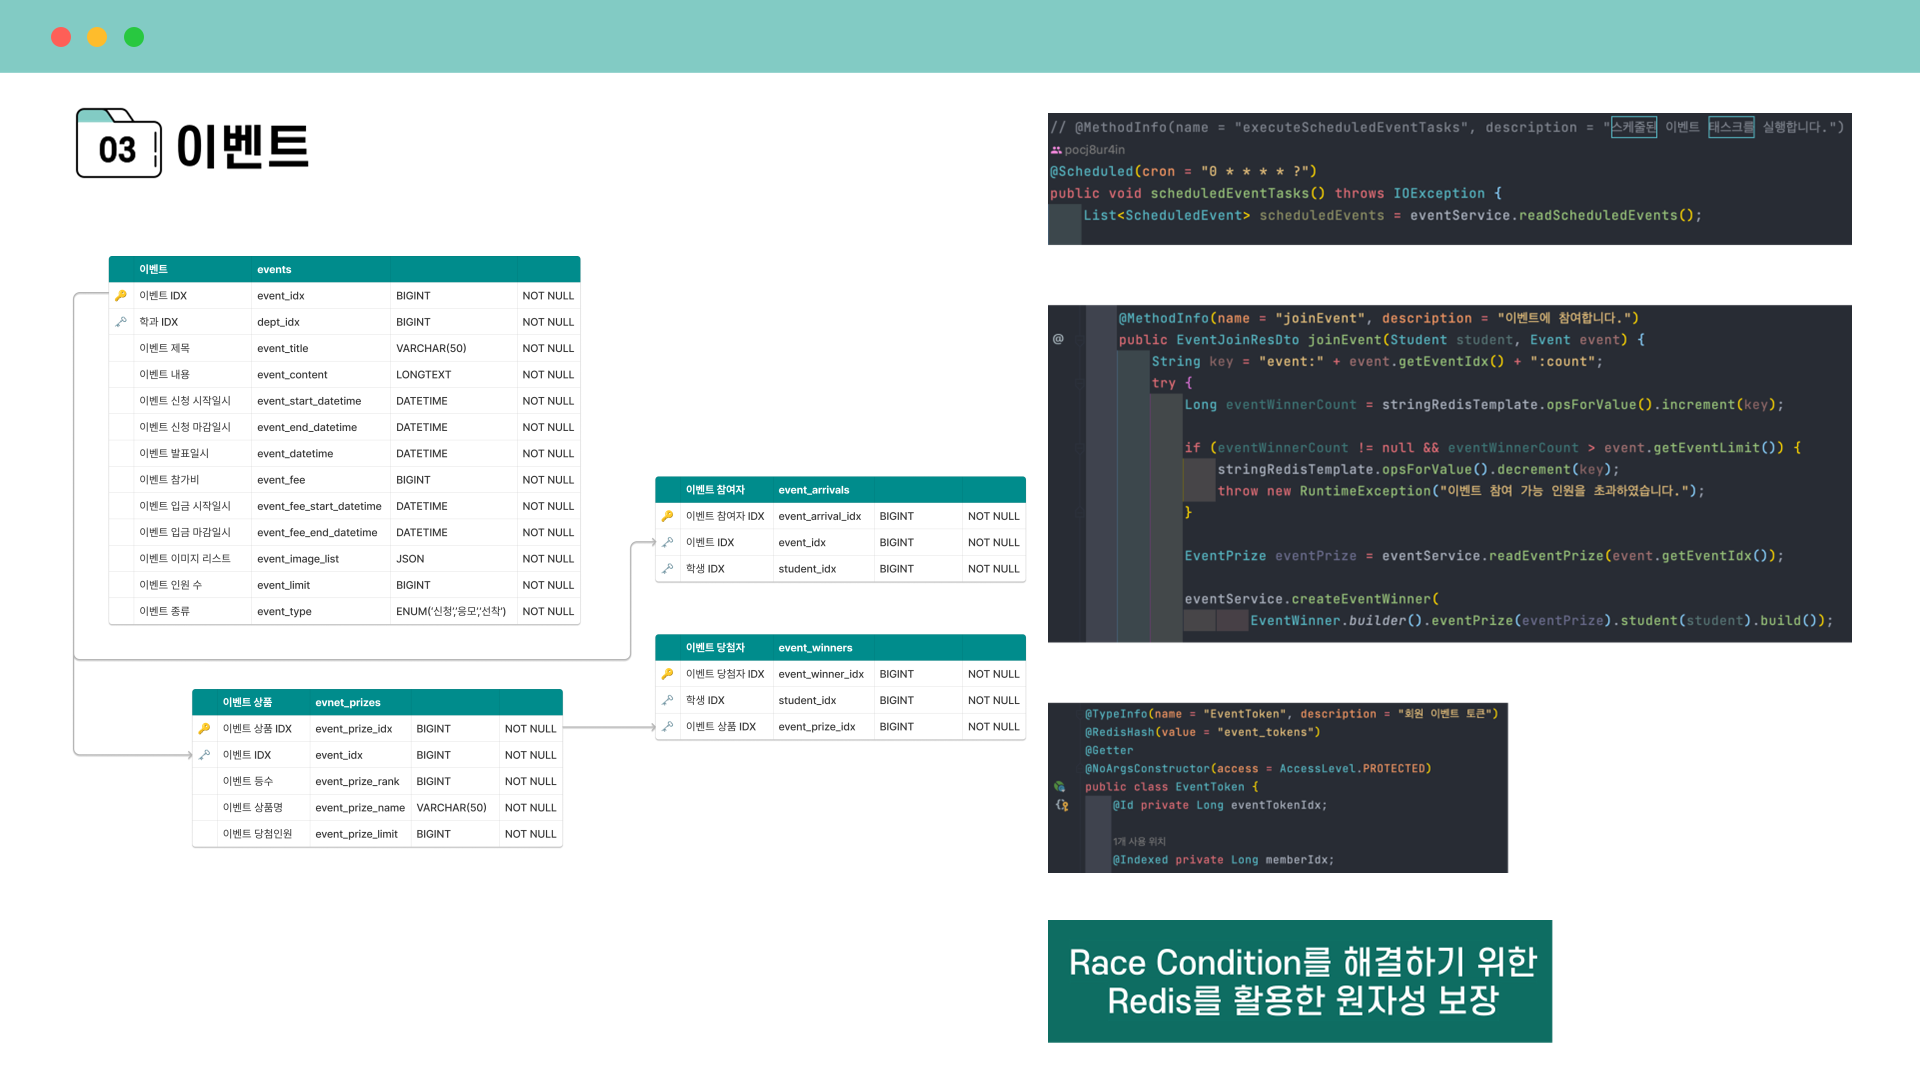 03 이벤트
이벤트 events
이벤트 IDX event_idx BIGINT NOT NULL
학과 IDX dept_idx BIGINT NOT NULL
이벤트 제목 event_title VARCHAR(50) NOT NULL
이벤트 내용 event_content LONGTEXT NOT NULL
이벤트 신청 시작일시 event_start_datetime DATETIME NOT NULL
이벤트 신청 마감일시 event_end_datetime DATETIME NOT NULL
이벤트 발표일시 event_datetime DATETIME NOT NULL
이벤트 참가비 event_fee BIGINT NOT NULL
이벤트 입금 시작일시 event_fee_start_datetime DATETIME NOT NULL
이벤트 입금 마감일시 event_fee_end_datetime DATETIME NOT NULL
이벤트 이미지 리스트 event_image_list JSON NOT NULL
이벤트 인원 수 event_limit BIGINT NOT NULL
이벤트 종류 event_type ENUM('신청','응모','선착') NOT NULL
이벤트 상품 evnet_prizes
이벤트 상품 IDX event_prize_idx BIGINT NOT NULL
이벤트 IDX event_idx BIGINT NOT NULL
이벤트 등수 event_prize_rank BIGINT NOT NULL
이벤트 상품명 event_prize_name VARCHAR(50) NOT NULL
이벤트 당첨인원 event_prize_limit BIGINT NOT NULL
이벤트 참여자 event_arrivals
이벤트 참여자 IDX event_arrival_idx BIGINT NOT NULL
이벤트 IDX event_idx BIGINT NOT NULL
학생 IDX student_idx BIGINT NOT NULL
이벤트 당첨자 event_winners
이벤트 당첨자 IDX event_winner_idx BIGINT NOT NULL
학생 IDX student_idx BIGINT NOT NULL
이벤트 상품 IDX event_prize_idx BIGINT NOT NULL
// @MethodInfo(name = "executeScheduledEventTasks", description = "스케줄된 이벤트 태스크를 실행합니다.")
pocj8ur4in
@Scheduled(cron = "0 * * * * ?")
public void scheduledEventTasks() throws IOException {
List<ScheduledEvent> scheduledEvents = eventService.readScheduledEvents();
@MethodInfo(name = "joinEvent", description = "이벤트에 참여합니다.")
@ public EventJoinResDto joinEvent(Student student, Event event) {
String key = "event:" + event.getEventIdx() + ":count";
try {
Long eventWinnerCount = stringRedisTemplate.opsForValue().increment(key);
if (eventWinnerCount != null && eventWinnerCount > event.getEventLimit()) {
stringRedisTemplate.opsForValue().decrement(key);
throw new RuntimeException("이벤트 참여 가능 인원을 초과하였습니다.");
}
EventPrize eventPrize = eventService.readEventPrize(event.getEventIdx());
eventService.createEventWinner(
EventWinner.builder().eventPrize(eventPrize).student(student).build());
@TypeInfo(name = "EventToken", description = "회원 이벤트 토큰")
@RedisHash(value = "event_tokens")
@Getter
@NoArgsConstructor(access = AccessLevel.PROTECTED)
public class EventToken {
@Id private Long eventTokenIdx;
1개 사용 위치
@Indexed private Long memberIdx;
Race Condition를 해결하기 위한
Redis를 활용한 원자성 보장